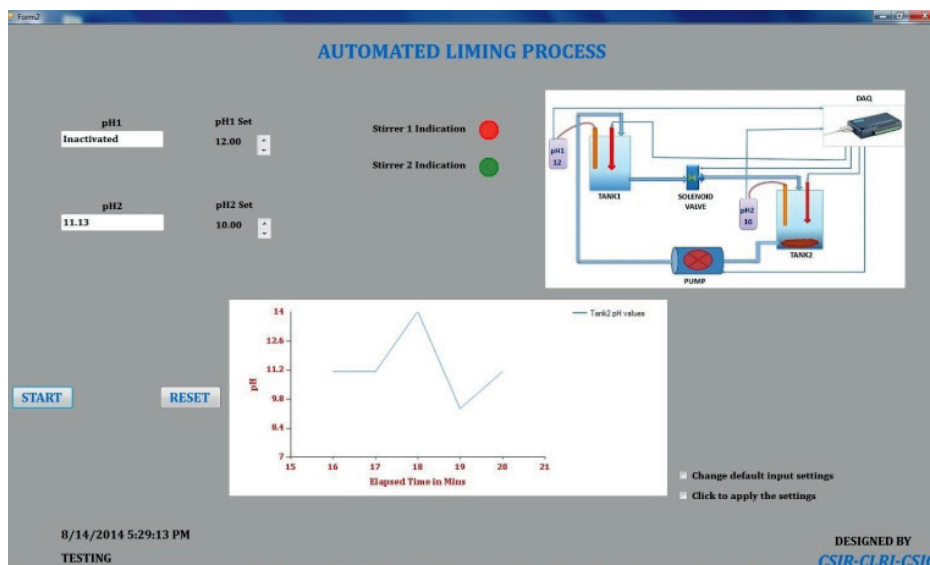 Form2
AUTOMATED LIMING PROCESS
pH1
Inactivated
pH1 Set
12.00
pH2
11.13
pH2 Set
10.00
Stirrer 1 Indication
Stirrer 2 Indication
DAQ
pH1
12
TANK1
SOLENOID
VALVE
pH2
10
TANK2
PUMP
START
RESET
14
12.6
11.2
9.8
8.4
7
pH
15 16 17 18 19 20 21
Elapsed Time in Mins
Tank2 pH values
Change default input settings
Click to apply the settings
8/14/2014 5:29:13 PM
TESTING
DESIGNED BY
CSIR-CLRI-CSIO